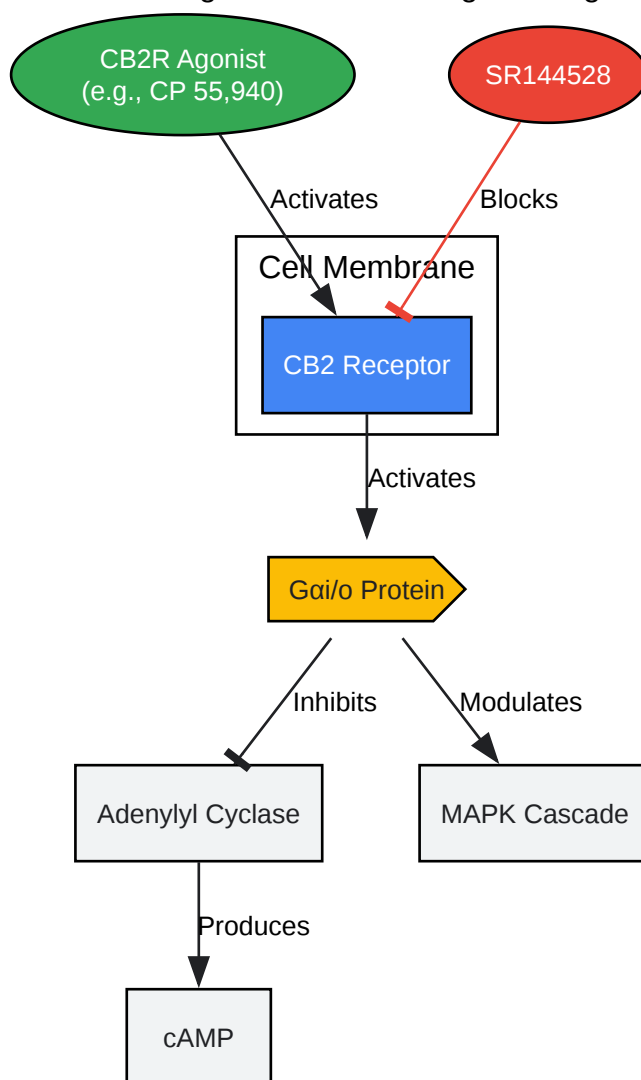 CB2R Agonist
(e.g., CP 55,940)
SR144528
Activates
Blocks
Cell Membrane
CB2 Receptor
Activates
Gαi/o Protein
Inhibits
Modulates
Adenylyl Cyclase
MAPK Cascade
Produces
cAMP